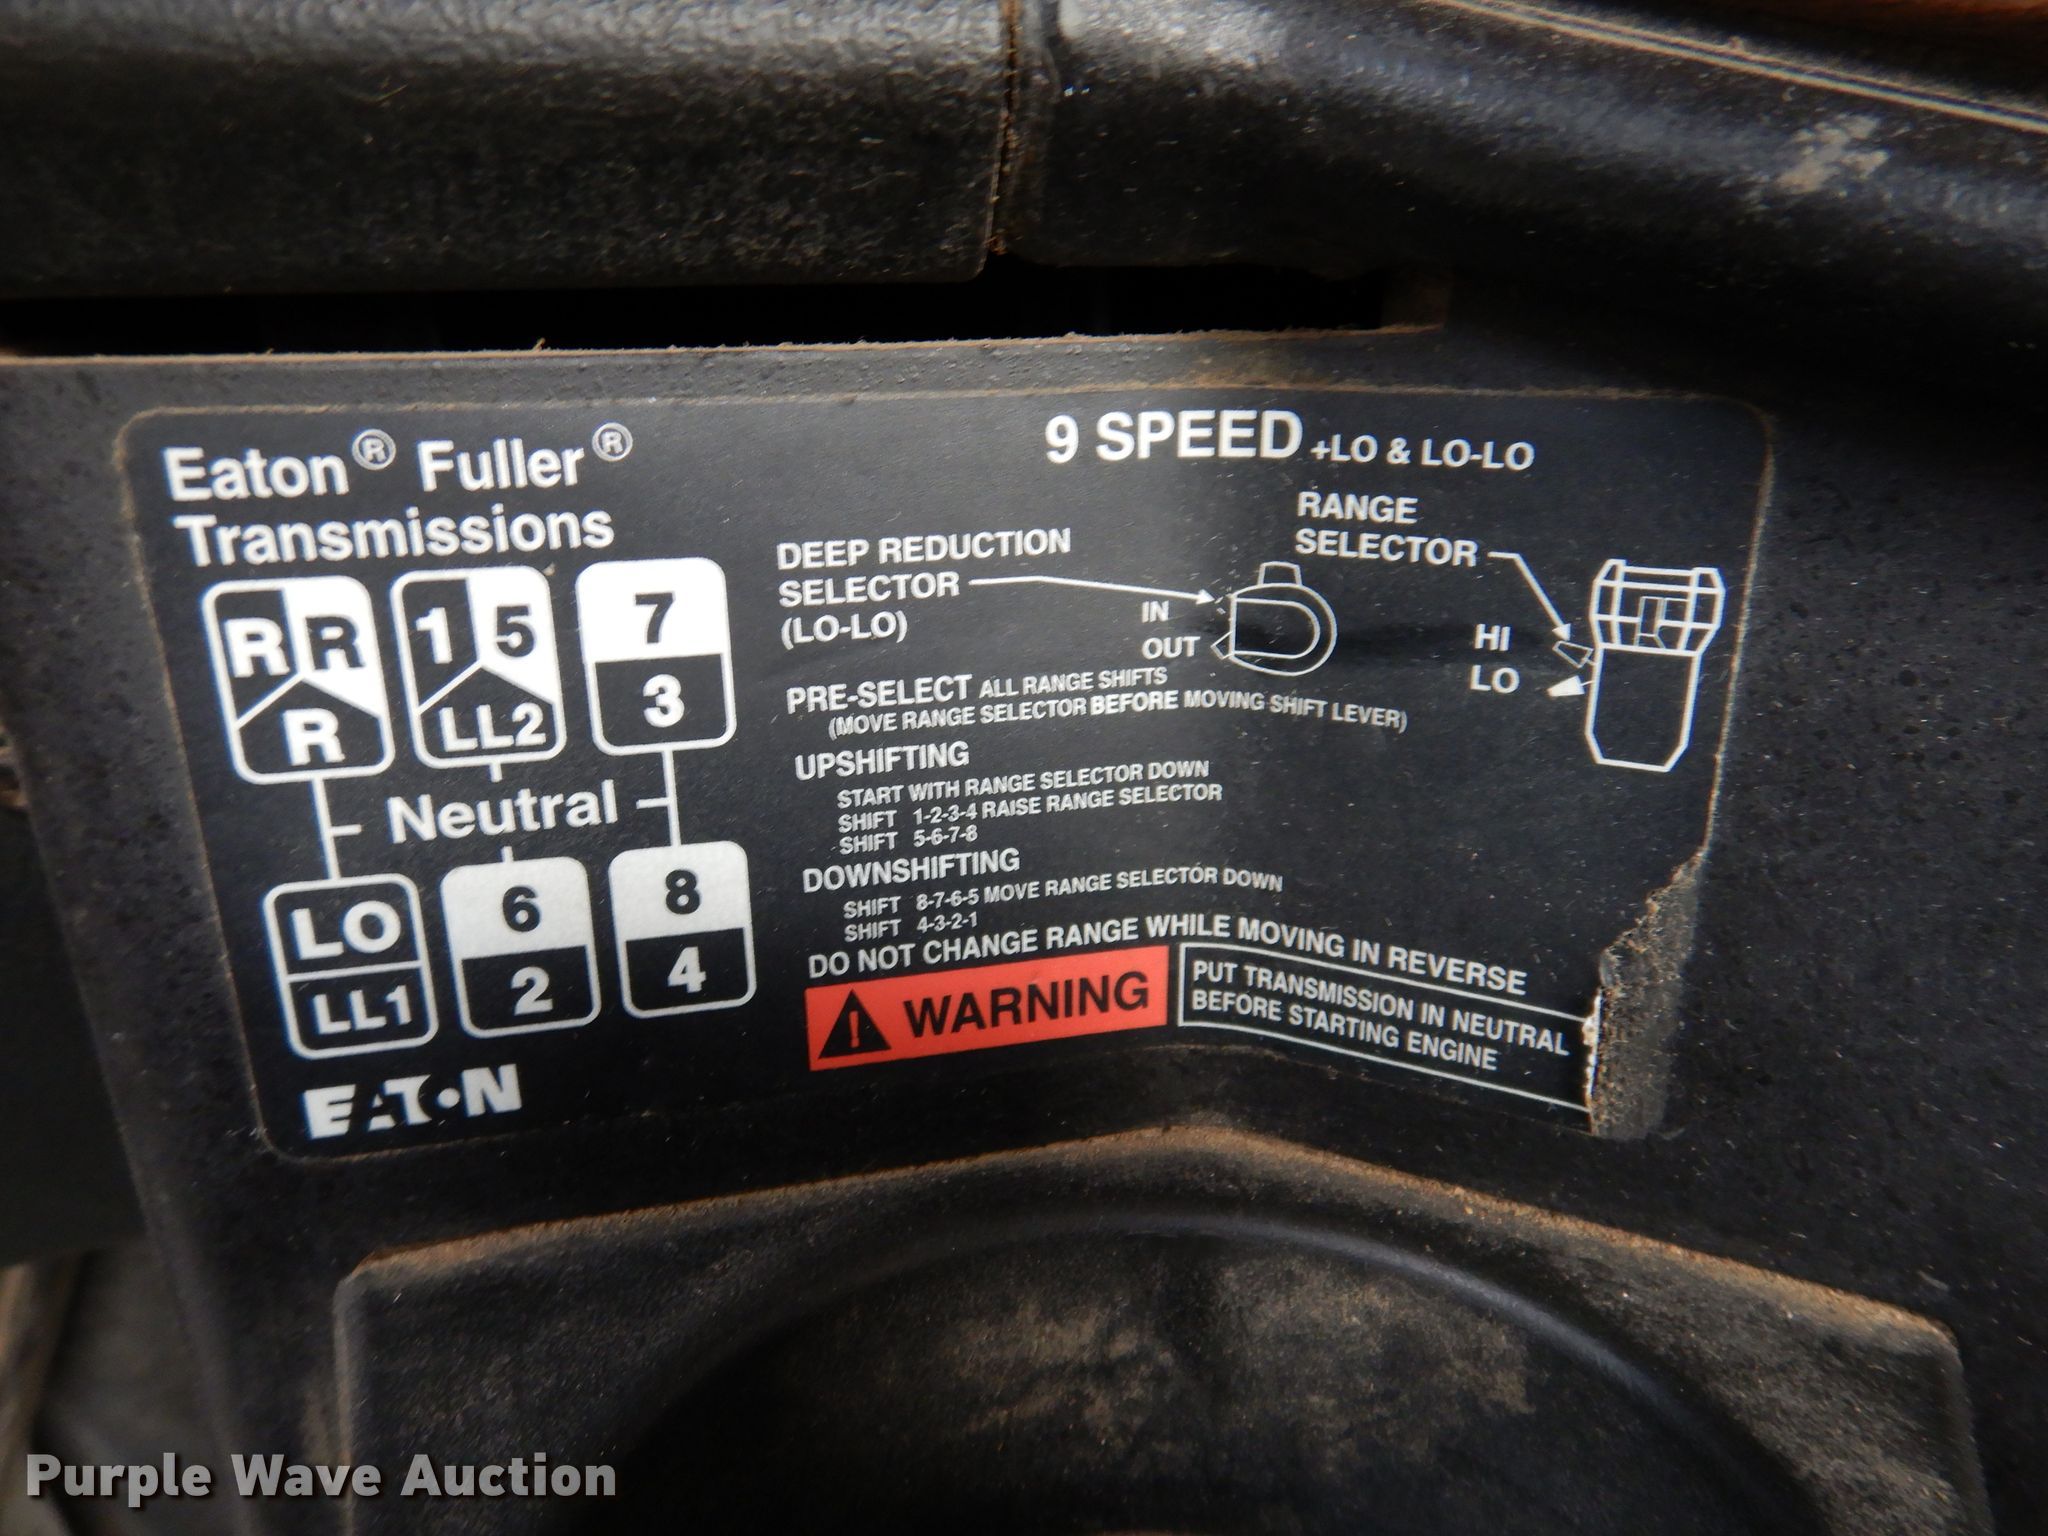 Eaton® Fuller®
Transmissions
9 SPEED +LO & LO-LO
R R
R
1 5
LL2
7
3
Neutral
LO
LL1
6
2
8
4
EATON
DEEP REDUCTION
SELECTOR
(LO-LO)
IN
OUT
RANGE
SELECTOR
HI
LO
PRE-SELECT ALL RANGE SHIFTS
(MOVE RANGE SELECTOR BEFORE MOVING SHIFT LEVER)
UPSHIFTING
START WITH RANGE SELECTOR DOWN
SHIFT 1-2-3-4 RAISE RANGE SELECTOR
SHIFT 5-6-7-8
DOWNSHIFTING
SHIFT 8-7-6-5 MOVE RANGE SELECTOR DOWN
SHIFT 4-3-2-1
DO NOT CHANGE RANGE WHILE MOVING IN REVERSE
! WARNING
PUT TRANSMISSION IN NEUTRAL
BEFORE STARTING ENGINE
Purple Wave Auction